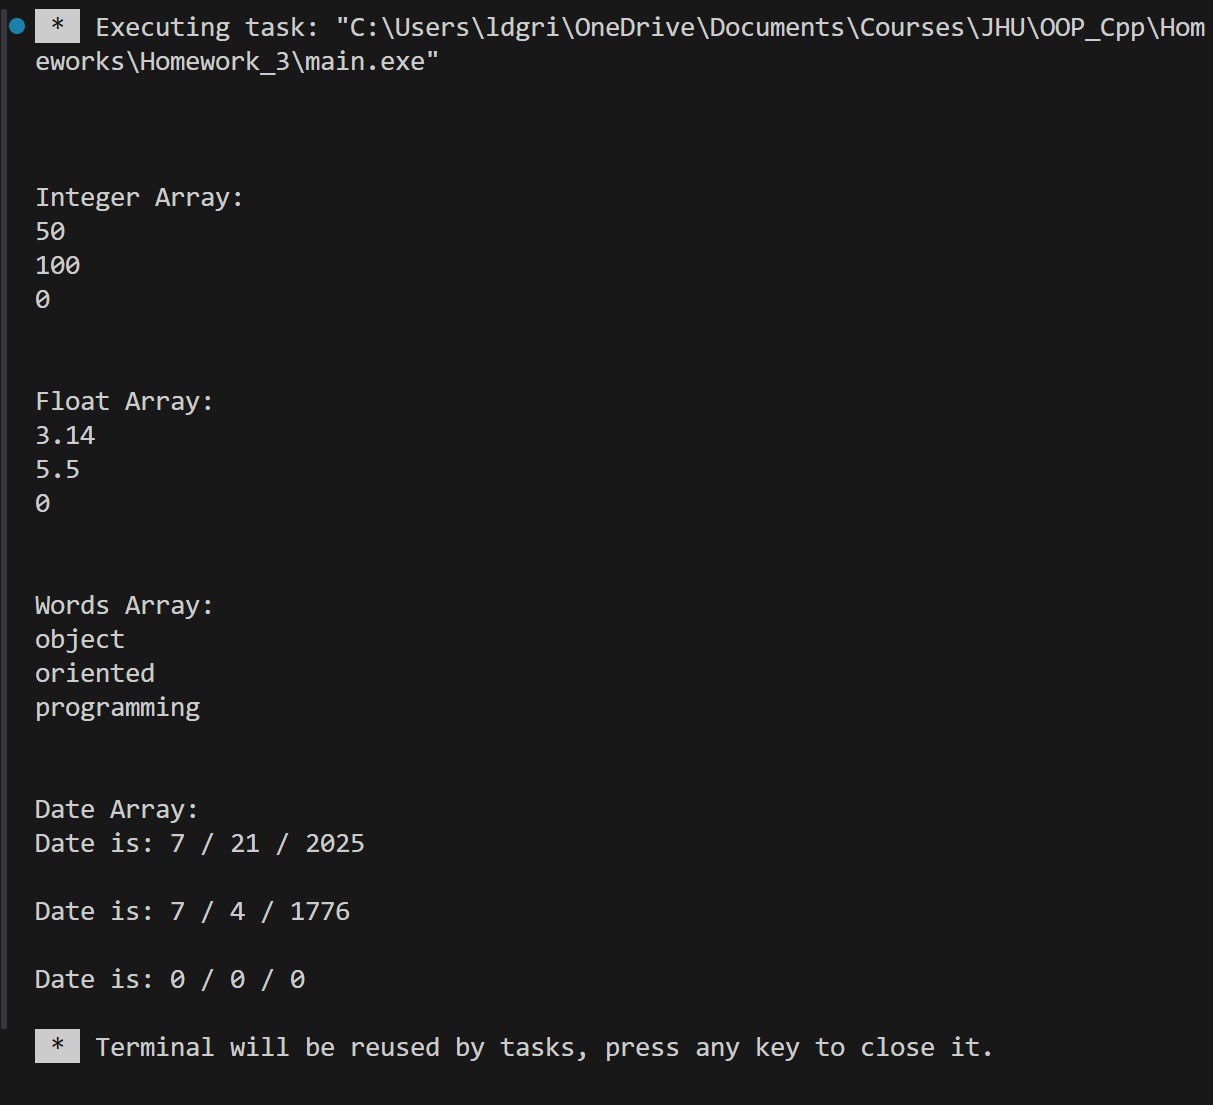 * Executing task: "C:\Users\ldgri\OneDrive\Documents\Courses\JHU\OOP_Cpp\Hom
eworks\Homework_3\main.exe"
Integer Array:
50
100
0
Float Array:
3.14
5.5
0
Words Array:
object
oriented
programming
Date Array:
Date is: 7 / 21 / 2025
Date is: 7 / 4 / 1776
Date is: 0 / 0 / 0
* Terminal will be reused by tasks, press any key to close it.